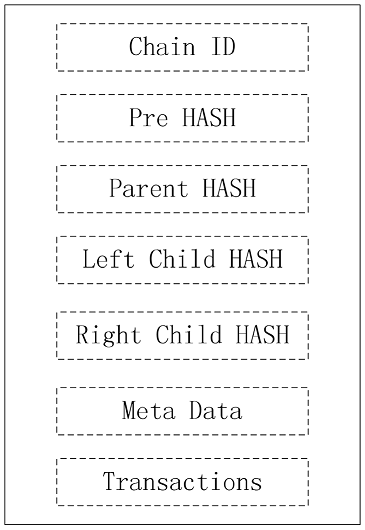 Chain ID
Pre HASH
Parent HASH
Left Child HASH
Right Child HASH
Meta Data
Transactions